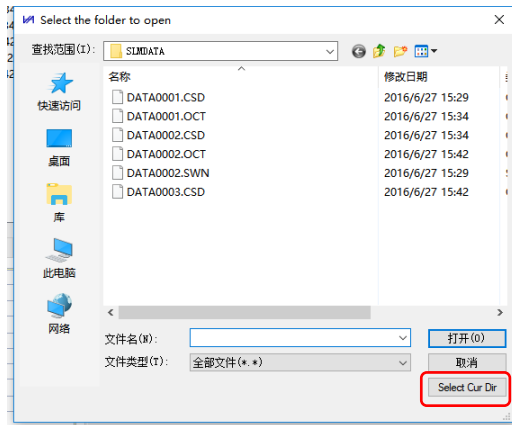 Select the folder to open
查找范围(I):
SLMDATA
名称
修改日期
DATA0001.CSD
2016/6/27 15:29
DATA0001.OCT
2016/6/27 15:34
DATA0002.CSD
2016/6/27 15:34
DATA0002.OCT
2016/6/27 15:42
DATA0002.SWN
2016/6/27 15:29
DATA0003.CSD
2016/6/27 15:42
快速访问
桌面
库
此电脑
网络
文件名(N):
打开(O)
文件类型(T):
全部文件(*.*)
取消
Select Cur Dir